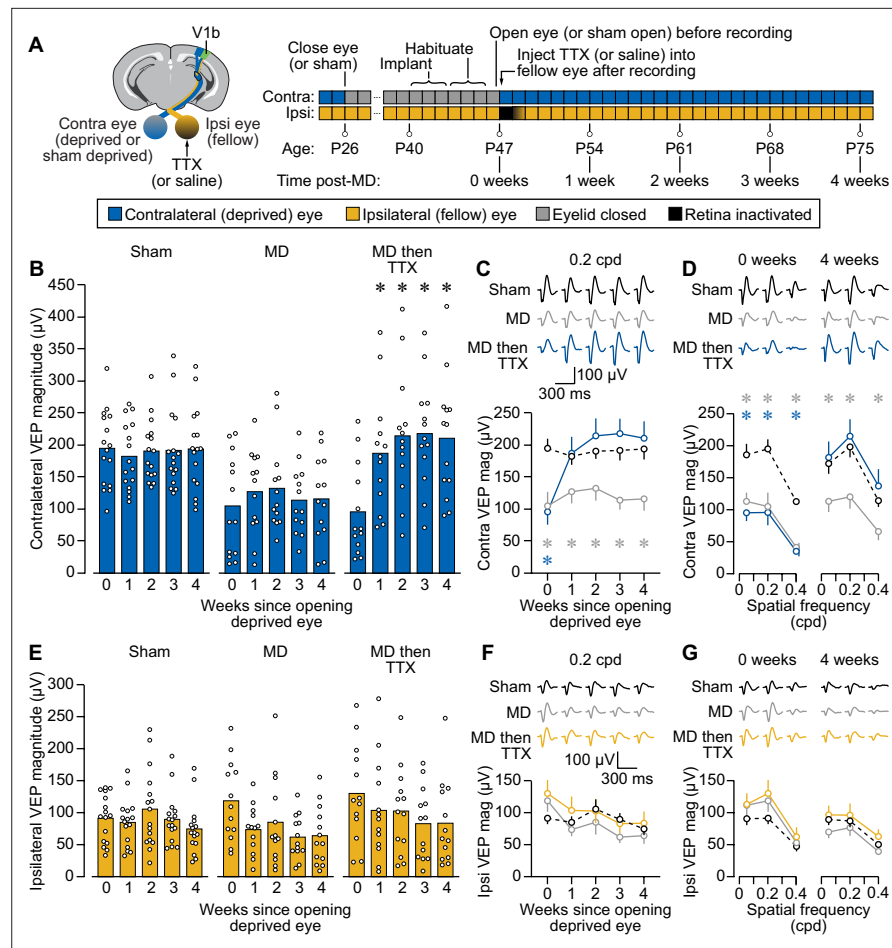 A
V1b
Contra eye
(deprived or
sham deprived)
Ipsi eye
(fellow)
TTX
(or saline)
Close eye
(or sham)
Implant
Habituate
Open eye (or sham open) before recording
Inject TTX (or saline) into
fellow eye after recording
Contra:
Ipsi:
... 
...
Age: P26 P40 P47 P54 P61 P68 P75
Time post-MD: 0 weeks 1 week 2 weeks 3 weeks 4 weeks
Contralateral (deprived) eye Ipsilateral (fellow) eye Eyelid closed Retina inactivated
B
Sham MD MD then
TTX
* * * *
Contralateral VEP magnitude (µV)
450
400
350
300
250
200
150
100
50
0
0 1 2 3 4 0 1 2 3 4 0 1 2 3 4
Weeks since opening
deprived eye
C
0.2 cpd
Sham
MD
MD then
TTX
100 µV
300 ms
Contra VEP mag (µV)
250
200
150
100
50
0
* * * * *
*
0 1 2 3 4
Weeks since opening
deprived eye
D
0 weeks 4 weeks
Sham
MD
MD then
TTX
* * * * * *
* * *
Contra VEP mag (µV)
250
200
150
100
50
0
0 0.2 0.4 0 0.2 0.4
Spatial frequency
(cpd)
E
Sham MD MD then
TTX
Ipsilateral VEP magnitude (µV)
300
250
200
150
100
50
0
0 1 2 3 4 0 1 2 3 4 0 1 2 3 4
Weeks since opening
deprived eye
F
0.2 cpd
Sham
MD
MD then
TTX
100 µV
300 ms
Ipsi VEP mag (µV)
150
100
50
0
0 1 2 3 4
Weeks since opening
deprived eye
G
0 weeks 4 weeks
Sham
MD
MD then
TTX
Ipsi VEP mag (µV)
150
100
50
0
0 0.2 0.4 0 0.2 0.4
Spatial frequency
(cpd)